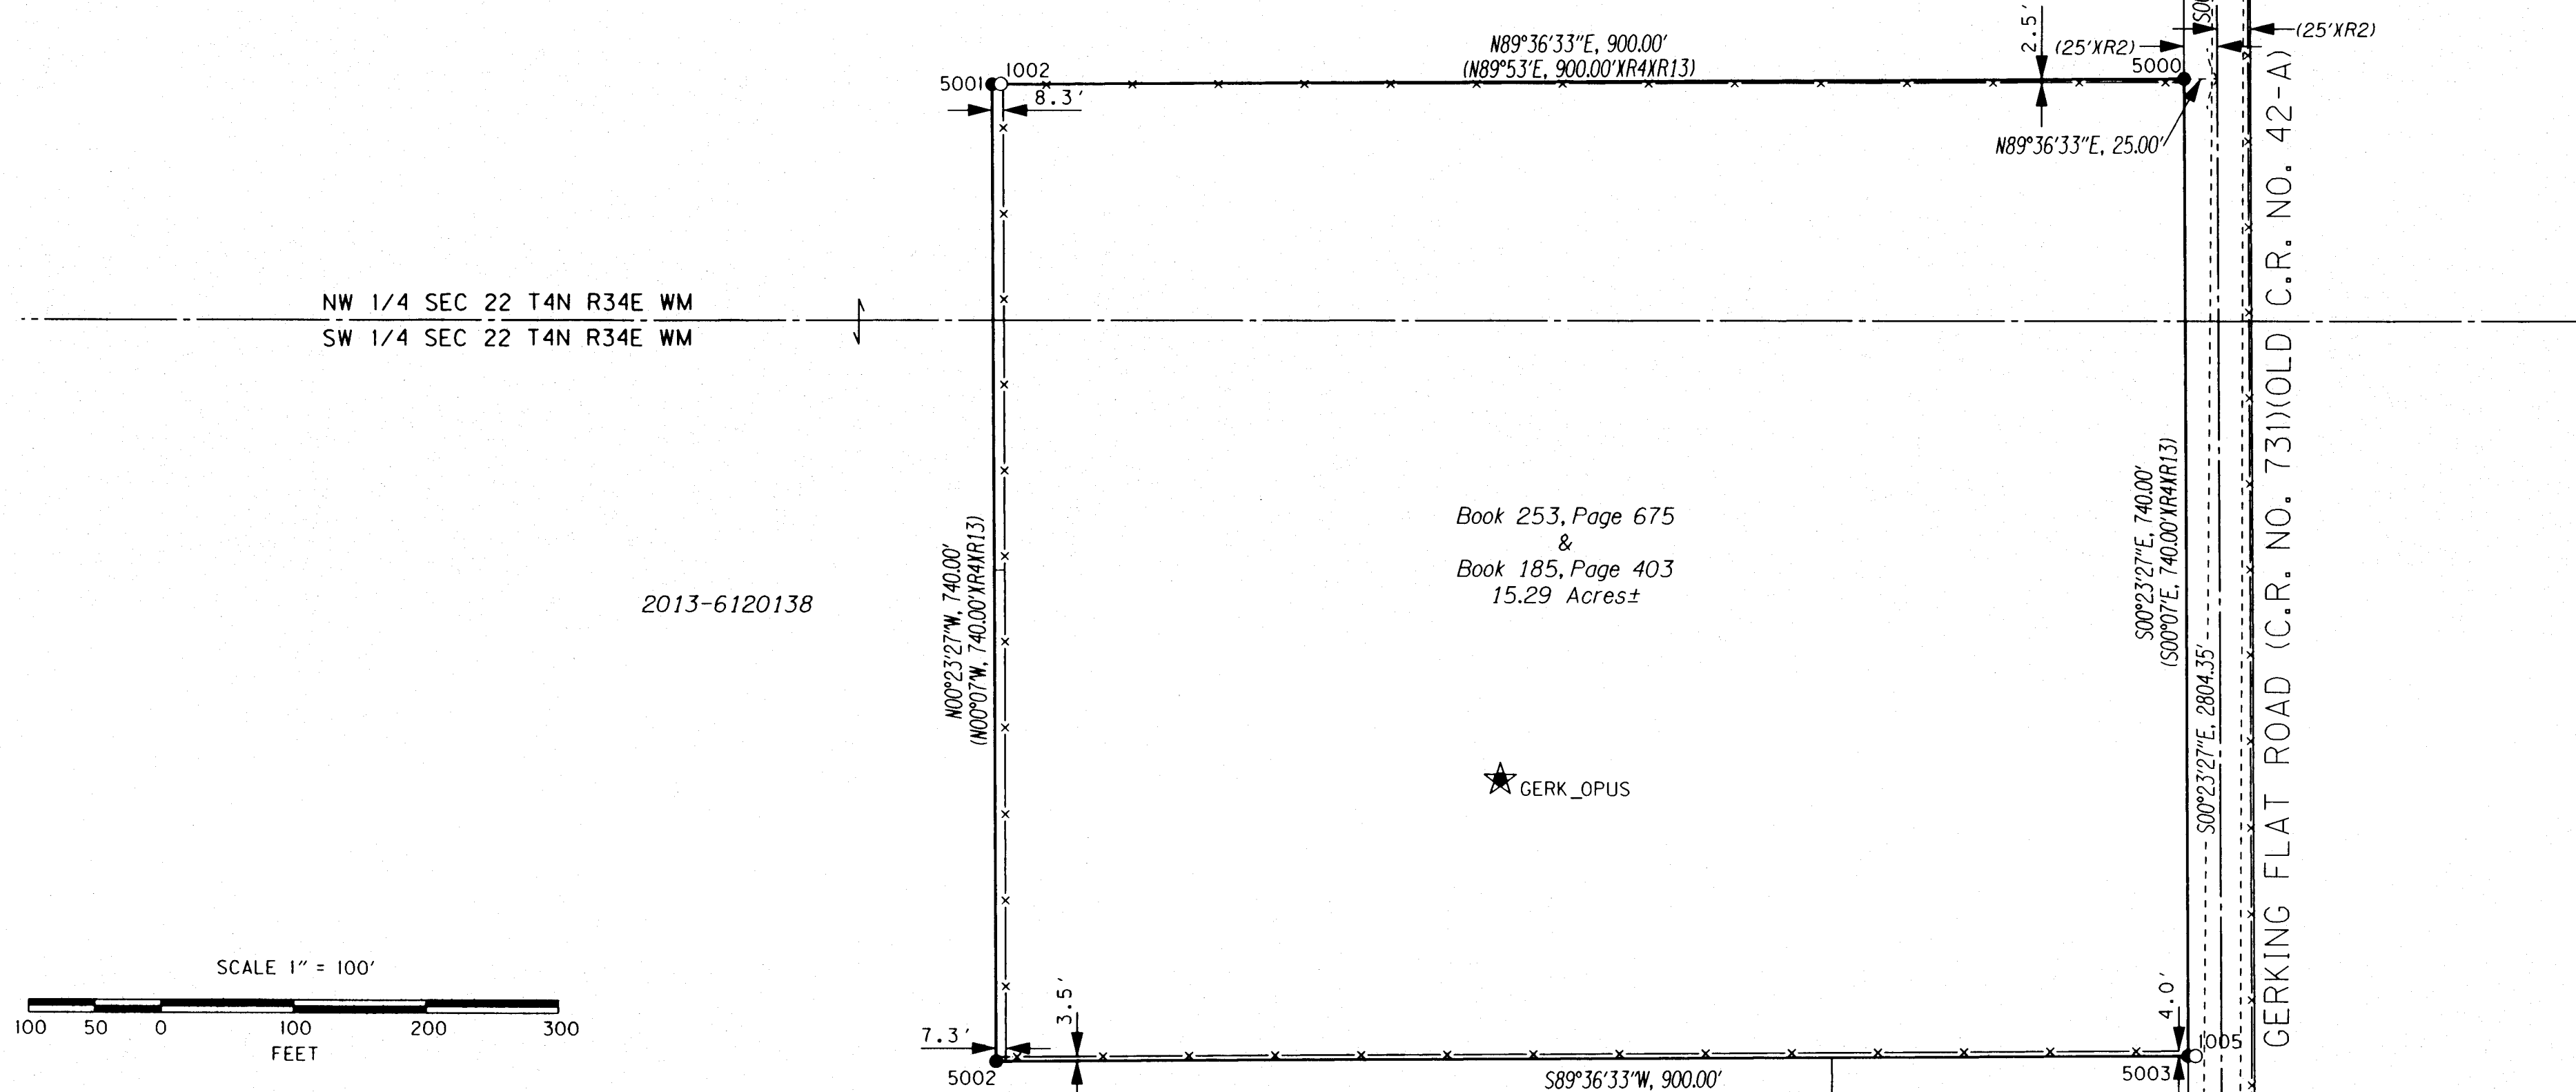 N89°36'33"E, 900.00'
(N89°53'E, 900.00')(R4)(R13)
2.5'
(25')(R2)
(25')(R2)
5001
1002
5000
8.3'
N89°36'33"E, 25.00'
NW 1/4 SEC 22 T4N R34E WM
SW 1/4 SEC 22 T4N R34E WM
GERKING FLAT ROAD (C.R. NO. 731)(OLD C.R. NO. 42-A)
N00°23'27"W, 740.00'
(N00°07'W, 740.00')(R4)(R13)
2013-6120138
Book 253, Page 675
&
Book 185, Page 403
15.29 Acres±
S00°23'27"E, 740.00'
(S00°07'E, 740.00')(R4)(R13)
S00°23'27"E, 2804.35'
GERK_OPUS
SCALE 1" = 100'
100 50 0 100 200 300
FEET
7.3'
3.5'
4.0'
5002
1005
5003
S89°36'33"W, 900.00'